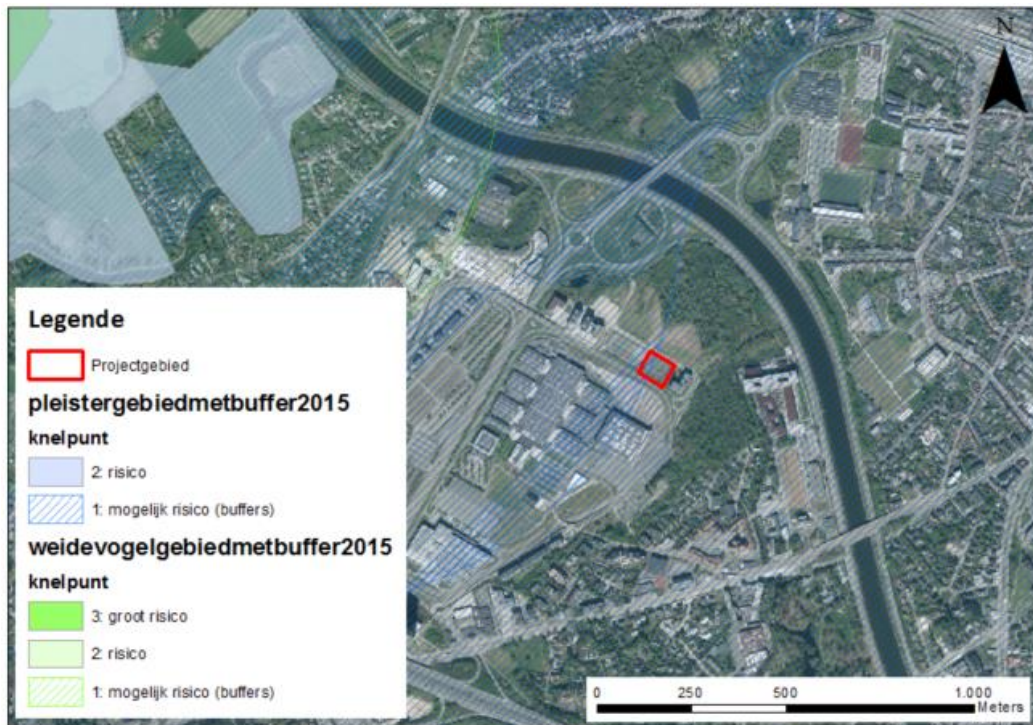 N
Legende
Projectgebied
pleistergebiedmetbuffer2015
knelpunt
2: risico
1: mogelijk risico (buffers)
weidevogelgebiedmetbuffer2015
knelpunt
3: groot risico
2: risico
1: mogelijk risico (buffers)
0 250 500 1.000
Meters